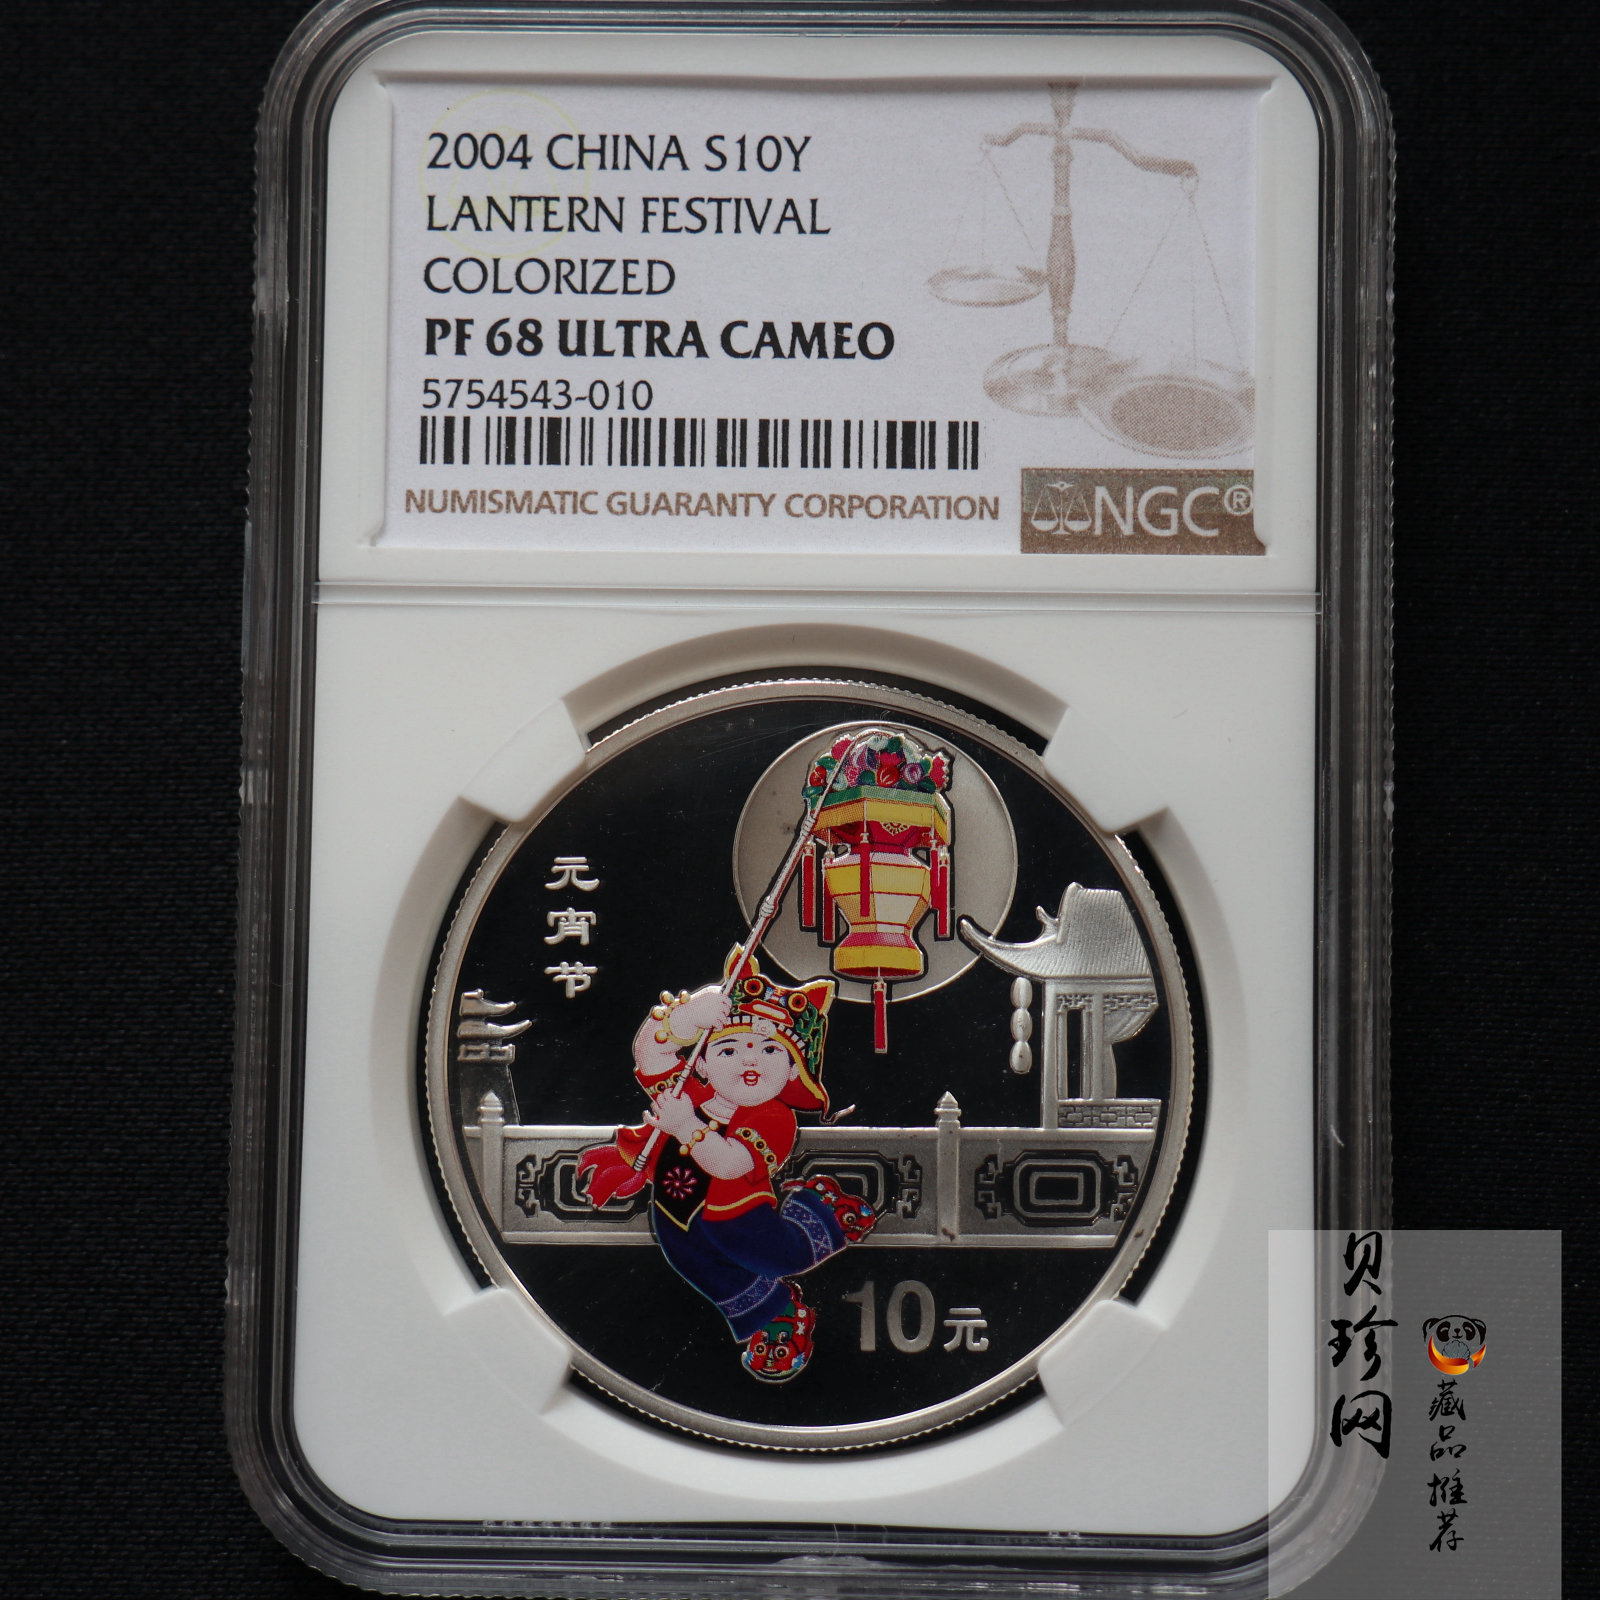 2004 CHINA S10Y
LANTERN FESTIVAL
COLORIZED
PF 68 ULTRA CAMEO
5754543-010
NUMISMATIC GUARANTY CORPORATION
NGC®
元宵节
10元
贝珍网
藏品推荐